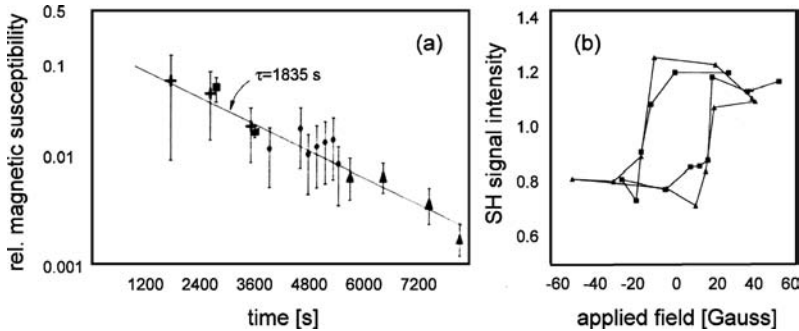 (a)
rel. magnetic susceptibility
0.5
0.1
0.01
0.001
τ=1835 s
1200 2400 3600 4800 6000 7200
time [s]
(b)
SH signal intensity
1.4
1.2
1.0
0.8
0.6
-60 -40 -20 0 20 40 60
applied field [Gauss]